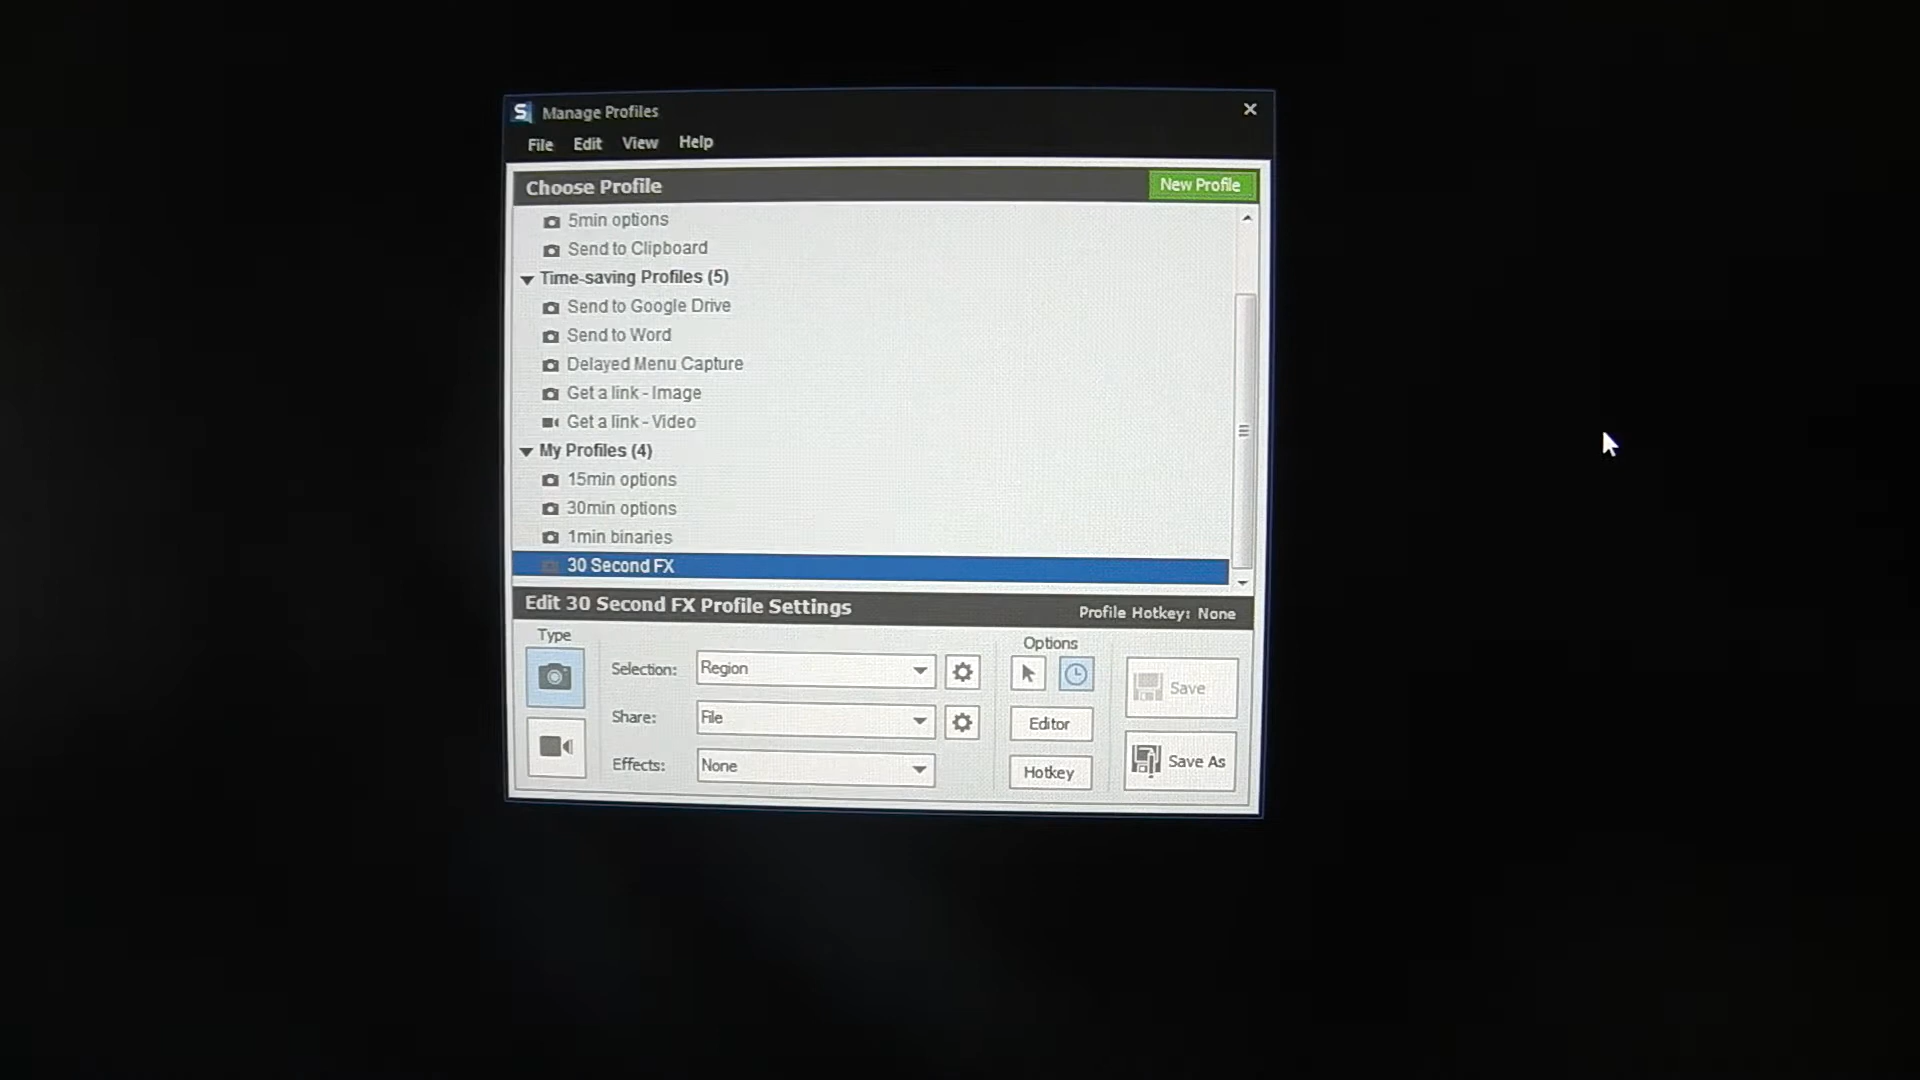 S Manage Profiles
File Edit View Help
Choose Profile New Profile
5min options
Send to Clipboard
Time-saving Profiles (5)
Send to Google Drive
Send to Word
Delayed Menu Capture
Get a link - Image
Get a link - Video
My Profiles (4)
15min options
30min options
1min binaries
30 Second FX
Edit 30 Second FX Profile Settings Profile Hotkey: None
Type Options
Selection: Region Save
Share: File Editor
Effects: None Hotkey Save As